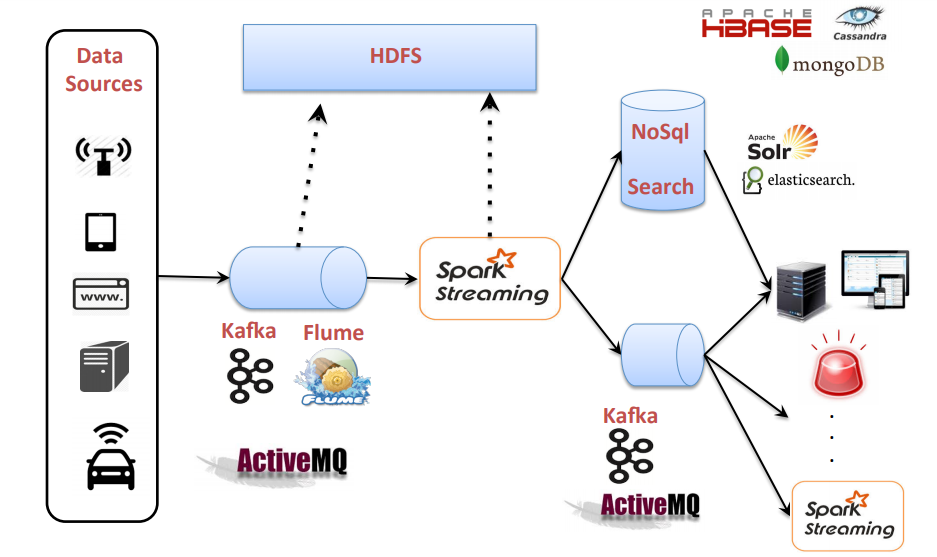 Data
Sources
www.
HDFS
Kafka
Flume
FLUME
ActiveMQ
Spark
Streaming
NoSql
Search
Kafka
ActiveMQ
APACHE
HBASE
Cassandra
mongoDB
Apache
Solr
elasticsearch.
Spark
Streaming